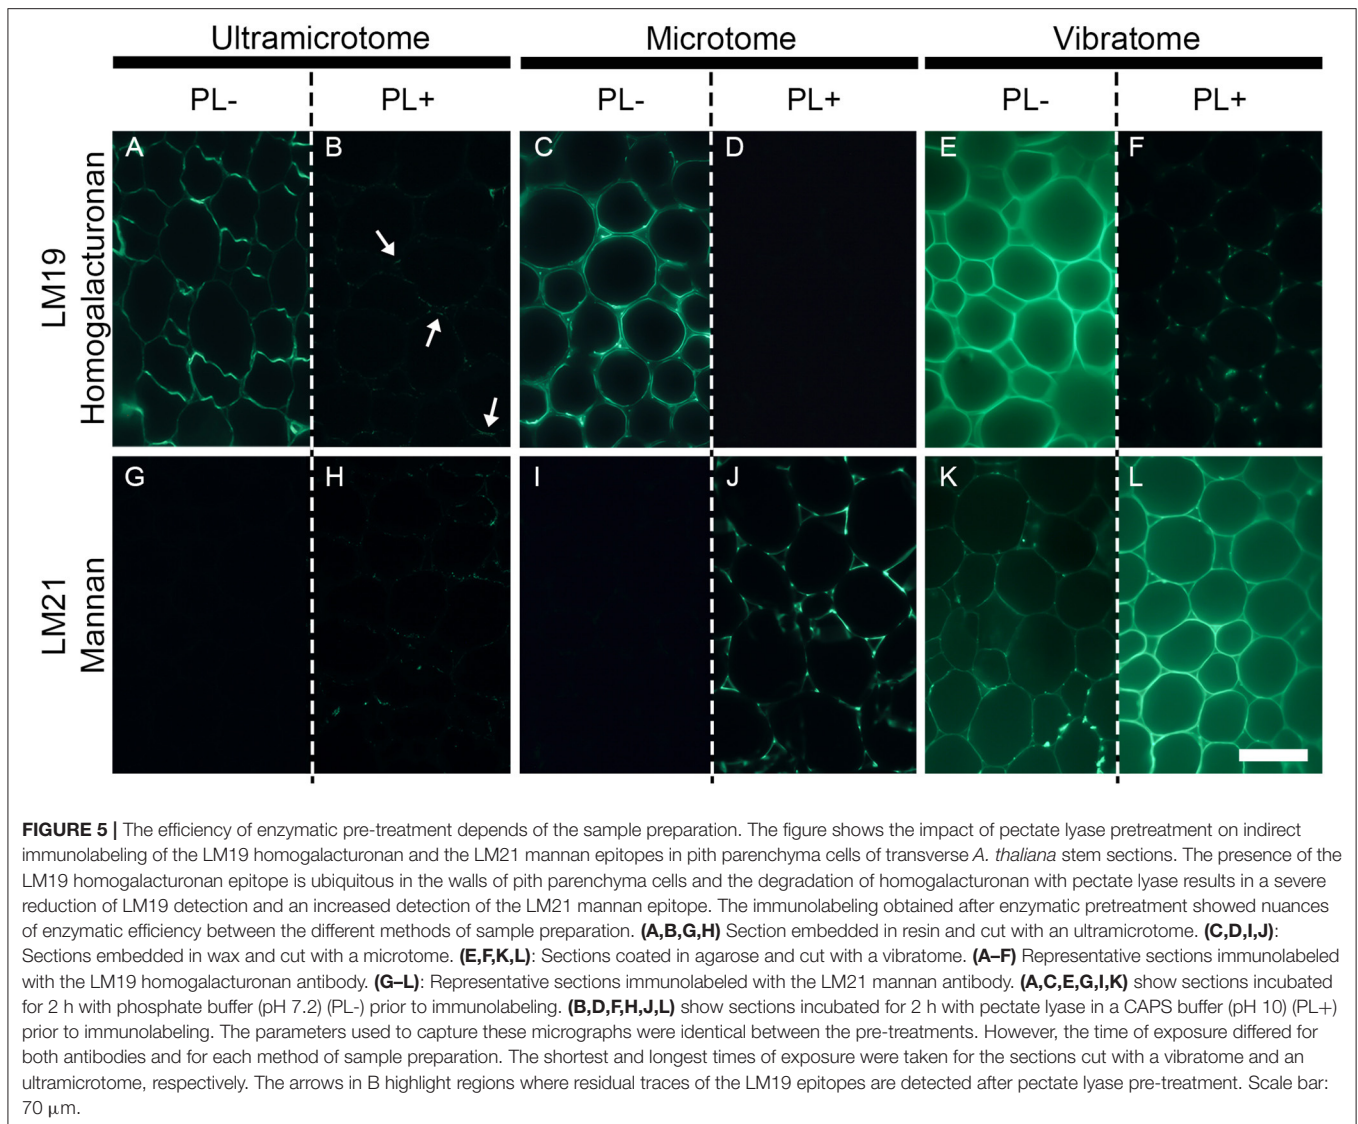 Ultramicrotome Microtome Vibratome
PL- PL+ PL- PL+ PL- PL+
LM19
Homogalacturonan
A B C D E F
LM21
Mannan
G H I J K L
FIGURE 5 | The efficiency of enzymatic pre-treatment depends of the sample preparation. The figure shows the impact of pectate lyase pretreatment on indirect
immunolabeling of the LM19 homogalacturonan and the LM21 mannan epitopes in pith parenchyma cells of transverse A. thaliana stem sections. The presence of the
LM19 homogalacturonan epitope is ubiquitous in the walls of pith parenchyma cells and the degradation of homogalacturonan with pectate lyase results in a severe
reduction of LM19 detection and an increased detection of the LM21 mannan epitope. The immunolabeling obtained after enzymatic pretreatment showed nuances
of enzymatic efficiency between the different methods of sample preparation. (A,B,G,H) Section embedded in resin and cut with an ultramicrotome. (C,D,I,J):
Sections embedded in wax and cut with a microtome. (E,F,K,L): Sections coated in agarose and cut with a vibratome. (A–F) Representative sections immunolabeled
with the LM19 homogalacturonan antibody. (G–L): Representative sections immunolabeled with the LM21 mannan antibody. (A,C,E,G,I,K) show sections incubated
for 2 h with phosphate buffer (pH 7.2) (PL-) prior to immunolabeling. (B,D,F,H,J,L) show sections incubated for 2 h with pectate lyase in a CAPS buffer (pH 10) (PL+)
prior to immunolabeling. The parameters used to capture these micrographs were identical between the pre-treatments. However, the time of exposure differed for
both antibodies and for each method of sample preparation. The shortest and longest times of exposure were taken for the sections cut with a vibratome and an
ultramicrotome, respectively. The arrows in B highlight regions where residual traces of the LM19 epitopes are detected after pectate lyase pre-treatment. Scale bar:
70 μm.